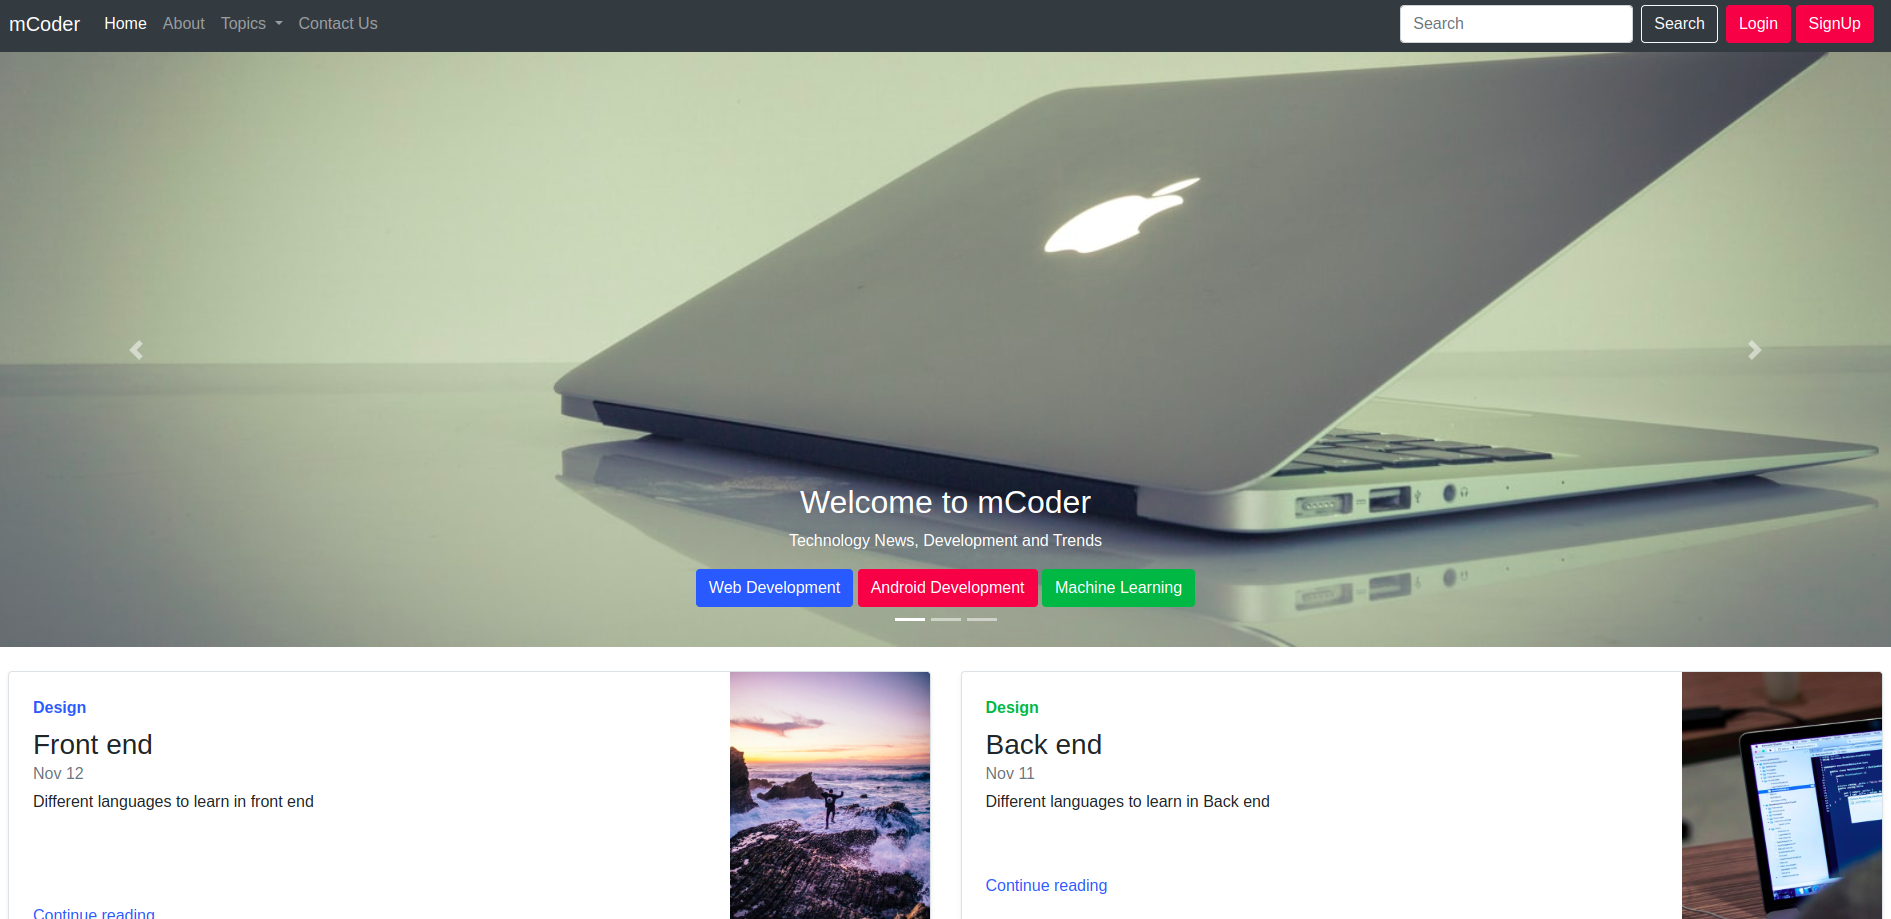 mCoder Home About Topics Contact Us Search Search Login SignUp
Welcome to mCoder
Technology News, Development and Trends
Web Development Android Development Machine Learning
Design
Front end
Nov 12
Different languages to learn in front end
Continue reading
Design
Back end
Nov 11
Different languages to learn in Back end
Continue reading